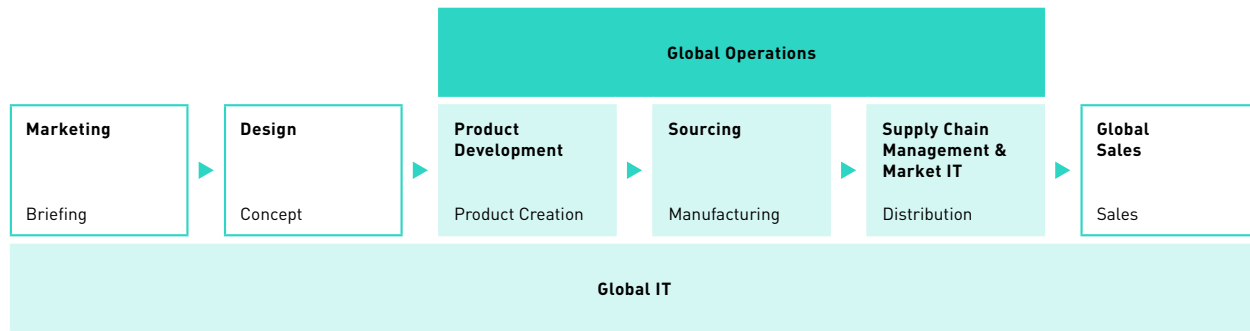 Global Operations
Marketing
Briefing
Design
Concept
Product
Development
Product Creation
Sourcing
Manufacturing
Supply Chain
Management &
Market IT
Distribution
Global
Sales
Sales
Global IT